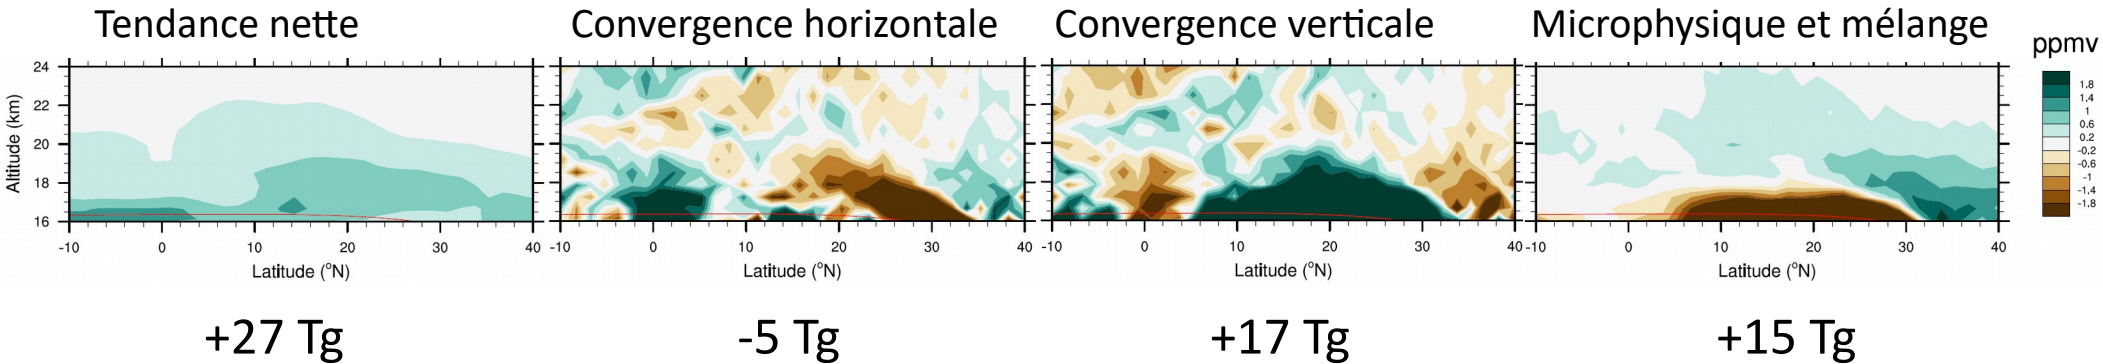 Tendance nette
Convergence horizontale
Convergence verticale
Microphysique et mélange
ppmv
Altitude (km)
24
22
20
18
16
-10 0 10 20 30 40
Latitude (°N)
-10 0 10 20 30 40
Latitude (°N)
-10 0 10 20 30 40
Latitude (°N)
-10 0 10 20 30 40
Latitude (°N)
1.8
1.4
1
0.6
0.2
-0.2
-0.6
-1
-1.4
-1.8
+27 Tg
-5 Tg
+17 Tg
+15 Tg